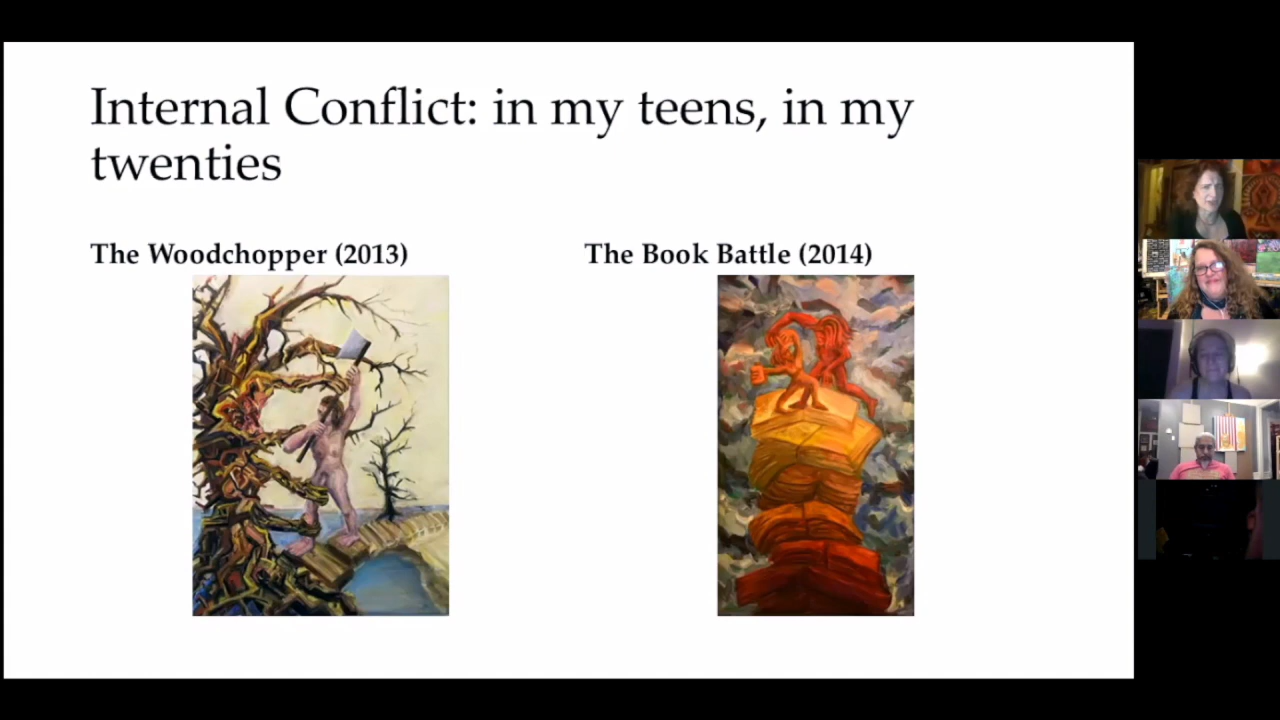 Internal Conflict: in my teens, in my
twenties
The Woodchopper (2013)
The Book Battle (2014)